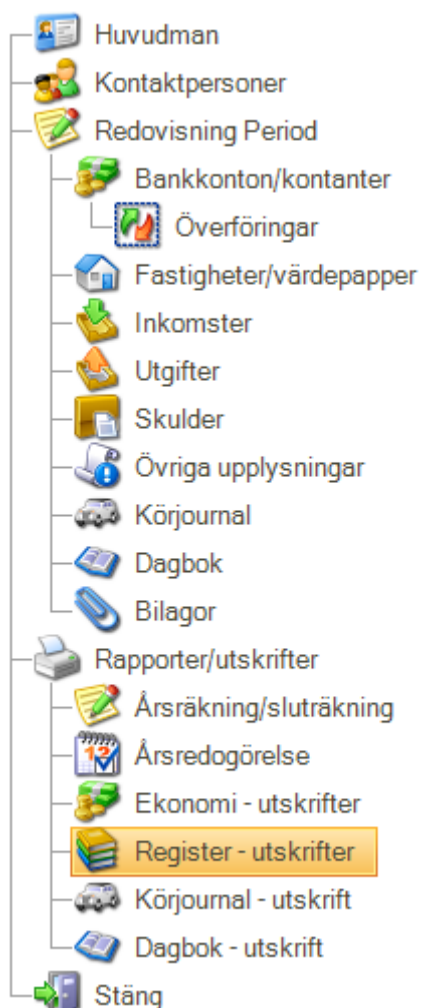 Huvudman
Kontaktpersoner
Redovisning Period
Bankkonton/kontanter
Överföringar
Fastigheter/värdepapper
Inkomster
Utgifter
Skulder
Övriga upplysningar
Körjournal
Dagbok
Bilagor
Rapporter/utskrifter
Årsräkning/sluträkning
Årsredogörelse
Ekonomi - utskrifter
Register - utskrifter
Körjournal - utskrift
Dagbok - utskrift
Stäng